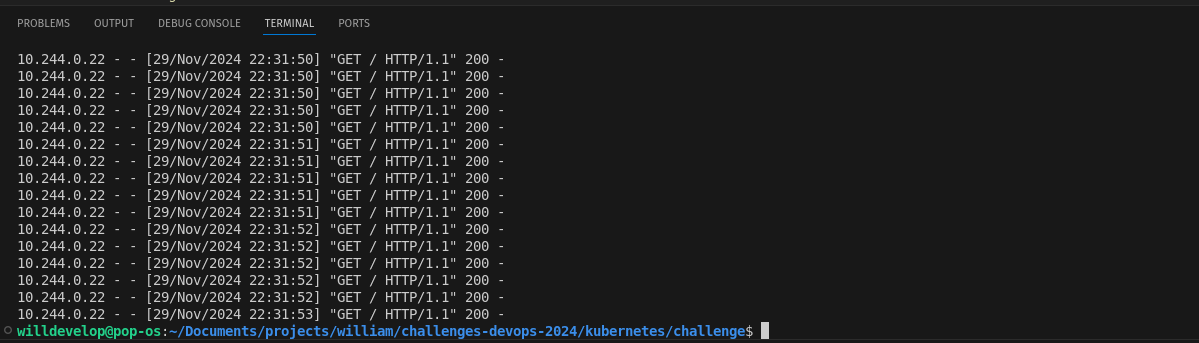 PROBLEMS OUTPUT DEBUG CONSOLE TERMINAL PORTS
10.244.0.22 - - [29/Nov/2024 22:31:50] "GET / HTTP/1.1" 200 -
10.244.0.22 - - [29/Nov/2024 22:31:50] "GET / HTTP/1.1" 200 -
10.244.0.22 - - [29/Nov/2024 22:31:50] "GET / HTTP/1.1" 200 -
10.244.0.22 - - [29/Nov/2024 22:31:50] "GET / HTTP/1.1" 200 -
10.244.0.22 - - [29/Nov/2024 22:31:50] "GET / HTTP/1.1" 200 -
10.244.0.22 - - [29/Nov/2024 22:31:51] "GET / HTTP/1.1" 200 -
10.244.0.22 - - [29/Nov/2024 22:31:51] "GET / HTTP/1.1" 200 -
10.244.0.22 - - [29/Nov/2024 22:31:51] "GET / HTTP/1.1" 200 -
10.244.0.22 - - [29/Nov/2024 22:31:51] "GET / HTTP/1.1" 200 -
10.244.0.22 - - [29/Nov/2024 22:31:51] "GET / HTTP/1.1" 200 -
10.244.0.22 - - [29/Nov/2024 22:31:52] "GET / HTTP/1.1" 200 -
10.244.0.22 - - [29/Nov/2024 22:31:52] "GET / HTTP/1.1" 200 -
10.244.0.22 - - [29/Nov/2024 22:31:52] "GET / HTTP/1.1" 200 -
10.244.0.22 - - [29/Nov/2024 22:31:52] "GET / HTTP/1.1" 200 -
10.244.0.22 - - [29/Nov/2024 22:31:52] "GET / HTTP/1.1" 200 -
10.244.0.22 - - [29/Nov/2024 22:31:53] "GET / HTTP/1.1" 200 -
willdevelop@pop-os:~/Documents/projects/william/challenges-devops-2024/kubernetes/challenge$